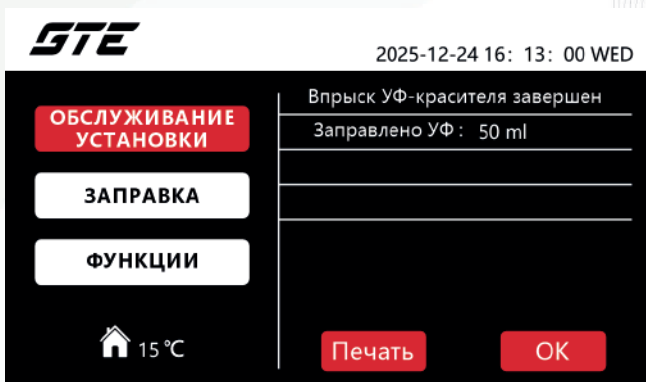 GTE
2025-12-24 16: 13: 00 WED
ОБСЛУЖИВАНИЕ
УСТАНОВКИ
ЗАПРАВКА
ФУНКЦИИ
15℃
Впрыск УФ-красителя завершен
Заправлено УФ: 50 ml
Печать
OK